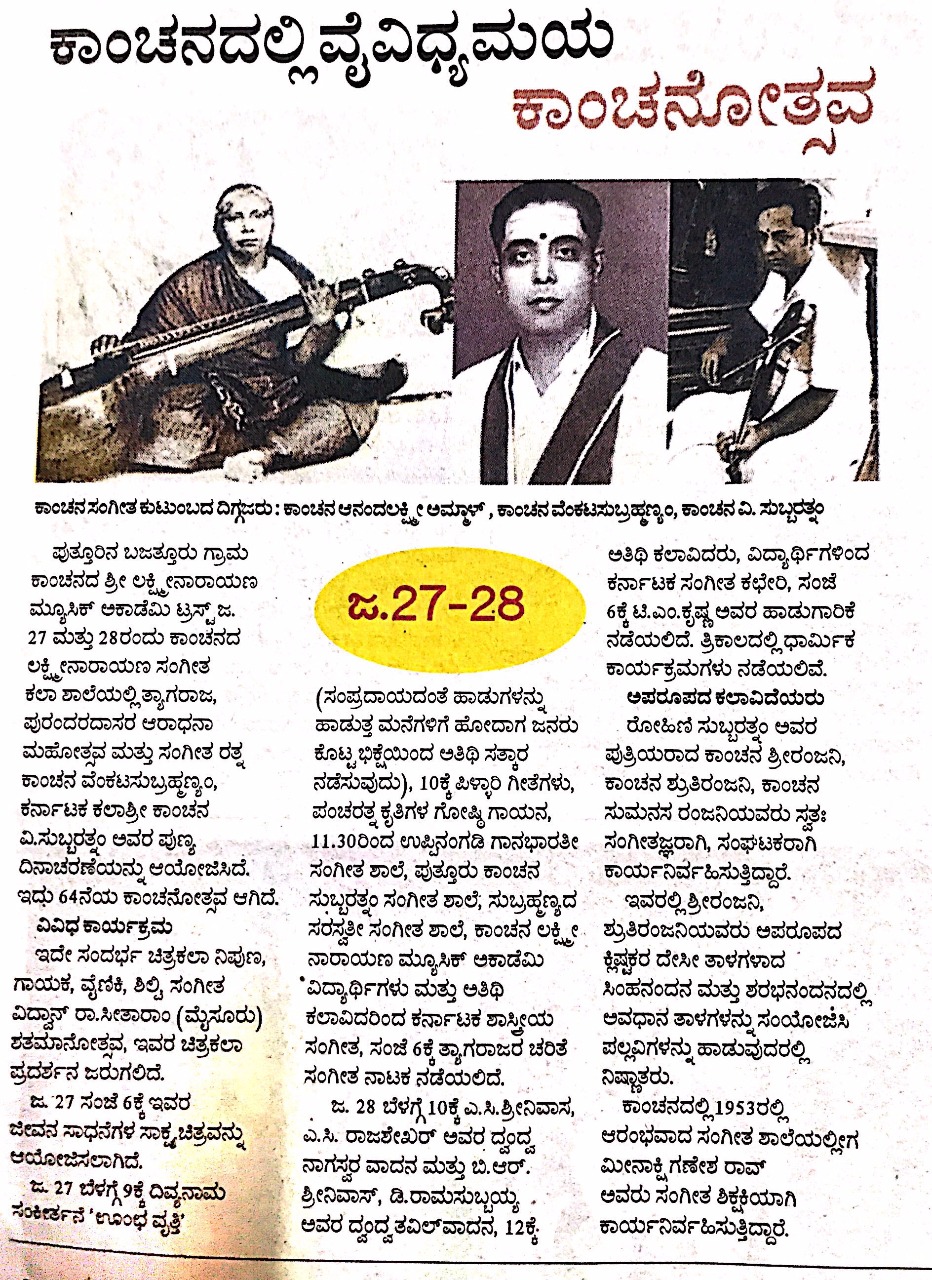 ಕಾಂಚನದಲ್ಲಿ ವೈವಿಧ್ಯಮಯ
ಕಾಂಚನೋತ್ಸವ
ಕಾಂಚನ ಸಂಗೀತ ಕುಟುಂಬದ ದಿಗ್ಗಜರು : ಕಾಂಚನ ಆನಂದಲಕ್ಷ್ಮೀ ಅಮ್ಮಾಳ್ , ಕಾಂಚನ ವೆಂಕಟಸುಬ್ರಹ್ಮಣ್ಯಂ, ಕಾಂಚನ ವಿ. ಸುಬ್ಬರತ್ನಂ
ಪುತ್ತೂರಿನ ಬಜತ್ತೂರು ಗ್ರಾಮ
ಕಾಂಚನದ ಶ್ರೀ ಲಕ್ಷ್ಮೀನಾರಾಯಣ
ಮ್ಯೂಸಿಕ್ ಅಕಾಡೆಮಿ ಟ್ರಸ್ಟ್ ಜ.
27 ಮತ್ತು 28ರಂದು ಕಾಂಚನದ
ಲಕ್ಷ್ಮೀನಾರಾಯಣ ಸಂಗೀತ
ಕಲಾ ಶಾಲೆಯಲ್ಲಿ ತ್ಯಾಗರಾಜ,
ಪುರಂದರದಾಸರ ಆರಾಧನಾ
ಮಹೋತ್ಸವ ಮತ್ತು ಸಂಗೀತ ರತ್ನ
ಕಾಂಚನ ವೆಂಕಟಸುಬ್ರಹ್ಮಣ್ಯಂ,
ಕರ್ನಾಟಕ ಕಲಾಶ್ರೀ ಕಾಂಚನ
ವಿ.ಸುಬ್ಬರತ್ನಂ ಅವರ ಪುಣ್ಯ
ದಿನಾಚರಣೆಯನ್ನು ಆಯೋಜಿಸಿದೆ.
ಇದು 64ನೆಯ ಕಾಂಚನೋತ್ಸವ ಆಗಿದೆ.
ವಿವಿಧ ಕಾರ್ಯಕ್ರಮ
ಇದೇ ಸಂದರ್ಭ ಚಿತ್ರಕಲಾ ನಿಪುಣ,
ಗಾಯಕ, ವೈಣಿಕ, ಶಿಲ್ಪಿ, ಸಂಗೀತ
ವಿದ್ವಾನ್ ರಾ.ಸೀತಾರಾಂ (ಮೈಸೂರು)
ಶತಮಾನೋತ್ಸವ, ಇವರ ಚಿತ್ರಕಲಾ
ಪ್ರದರ್ಶನ ಜರುಗಲಿದೆ.
ಜ. 27 ಸಂಜೆ 6ಕ್ಕೆ ಇವರ
ಜೀವನ ಸಾಧನೆಗಳ ಸಾಕ್ಷ್ಯಚಿತ್ರವನ್ನು
ಆಯೋಜಿಸಲಾಗಿದೆ.
ಜ. 27 ಬೆಳಗ್ಗೆ 9ಕ್ಕೆ ದಿವ್ಯನಾಮ
ಸಂಕೀರ್ತನೆ 'ಊಂಛ ವೃತ್ತಿ'
ಜ.27-28
(ಸಂಪ್ರದಾಯದಂತೆ ಹಾಡುಗಳನ್ನು
ಹಾಡುತ್ತ ಮನೆಗಳಿಗೆ ಹೋದಾಗ ಜನರು
ಕೊಟ್ಟ ಭಿಕ್ಷೆಯಿಂದ ಅತಿಥಿ ಸತ್ಕಾರ
ನಡೆಸುವುದು), 10ಕ್ಕೆ ಪಿಳ್ಳಾರಿ ಗೀತೆಗಳು,
ಪಂಚರತ್ನ ಕೃತಿಗಳ ಗೋಷ್ಠಿ ಗಾಯನ,
11.30ರಿಂದ ಉಪ್ಪಿನಂಗಡಿ ಗಾನಭಾರತೀ
ಸಂಗೀತ ಶಾಲೆ, ಪುತ್ತೂರು ಕಾಂಚನ
ಸುಬ್ಬರತ್ನಂ ಸಂಗೀತ ಶಾಲೆ, ಸುಬ್ರಹ್ಮಣ್ಯದ
ಸರಸ್ವತೀ ಸಂಗೀತ ಶಾಲೆ, ಕಾಂಚನ ಲಕ್ಷ್ಮೀ
ನಾರಾಯಣ ಮ್ಯೂಸಿಕ್ ಅಕಾಡೆಮಿ
ವಿದ್ಯಾರ್ಥಿಗಳು ಮತ್ತು ಅತಿಥಿ
ಕಲಾವಿದರಿಂದ ಕರ್ನಾಟಕ ಶಾಸ್ತ್ರೀಯ
ಸಂಗೀತ, ಸಂಜೆ 6ಕ್ಕೆ ತ್ಯಾಗರಾಜರ ಚರಿತೆ
ಸಂಗೀತ ನಾಟಕ ನಡೆಯಲಿದೆ.
ಜ. 28 ಬೆಳಗ್ಗೆ 10ಕ್ಕೆ ಎ.ಸಿ.ಶ್ರೀನಿವಾಸ,
ಎ.ಸಿ. ರಾಜಶೇಖರ್ ಅವರ ದ್ವಂದ್ವ
ನಾಗಸ್ವರ ವಾದನ ಮತ್ತು ಬಿ.ಆರ್.
ಶ್ರೀನಿವಾಸ್, ಡಿ.ರಾಮಸುಬ್ಬಯ್ಯ
ಅವರ ದ್ವಂದ್ವ ತವಿಲ್‌ವಾದನ, 12ಕ್ಕೆ
ಅತಿಥಿ ಕಲಾವಿದರು, ವಿದ್ಯಾರ್ಥಿಗಳಿಂದ
ಕರ್ನಾಟಕ ಸಂಗೀತ ಕಛೇರಿ, ಸಂಜೆ
6ಕ್ಕೆ ಟಿ.ಎಂ.ಕೃಷ್ಣ ಅವರ ಹಾಡುಗಾರಿಕೆ
ನಡೆಯಲಿದೆ. ತ್ರಿಕಾಲದಲ್ಲಿ ಧಾರ್ಮಿಕ
ಕಾರ್ಯಕ್ರಮಗಳು ನಡೆಯಲಿವೆ.
ಅಪರೂಪದ ಕಲಾವಿದೆಯರು
ರೋಹಿಣಿ ಸುಬ್ಬರತ್ನಂ ಅವರ
ಪುತ್ರಿಯರಾದ ಕಾಂಚನ ಶ್ರೀರಂಜನಿ,
ಕಾಂಚನ ಶ್ರುತಿರಂಜನಿ, ಕಾಂಚನ
ಸುಮನಸ ರಂಜನಿಯವರು ಸ್ವತಃ
ಸಂಗೀತಜ್ಞರಾಗಿ, ಸಂಘಟಕರಾಗಿ
ಕಾರ್ಯನಿರ್ವಹಿಸುತ್ತಿದ್ದಾರೆ.
ಇವರಲ್ಲಿ ಶ್ರೀರಂಜನಿ,
ಶ್ರುತಿರಂಜನಿಯವರು ಅಪರೂಪದ
ಕ್ಲಿಷ್ಟಕರ ದೇಸೀ ತಾಳಗಳಾದ
ಸಿಂಹನಂದನ ಮತ್ತು ಶರಭನಂದನದಲ್ಲಿ
ಅವಧಾನ ತಾಳಗಳನ್ನು ಸಂಯೋಜಿಸಿ
ಪಲ್ಲವಿಗಳನ್ನು ಹಾಡುವುದರಲ್ಲಿ
ನಿಷ್ಣಾತರು.
ಕಾಂಚನದಲ್ಲಿ 1953ರಲ್ಲಿ
ಆರಂಭವಾದ ಸಂಗೀತ ಶಾಲೆಯಲ್ಲೀಗ
ಮೀನಾಕ್ಷಿ ಗಣೇಶ ರಾವ್
ಅವರು ಸಂಗೀತ ಶಿಕ್ಷಕಿಯಾಗಿ
ಕಾರ್ಯನಿರ್ವಹಿಸುತ್ತಿದ್ದಾರೆ.